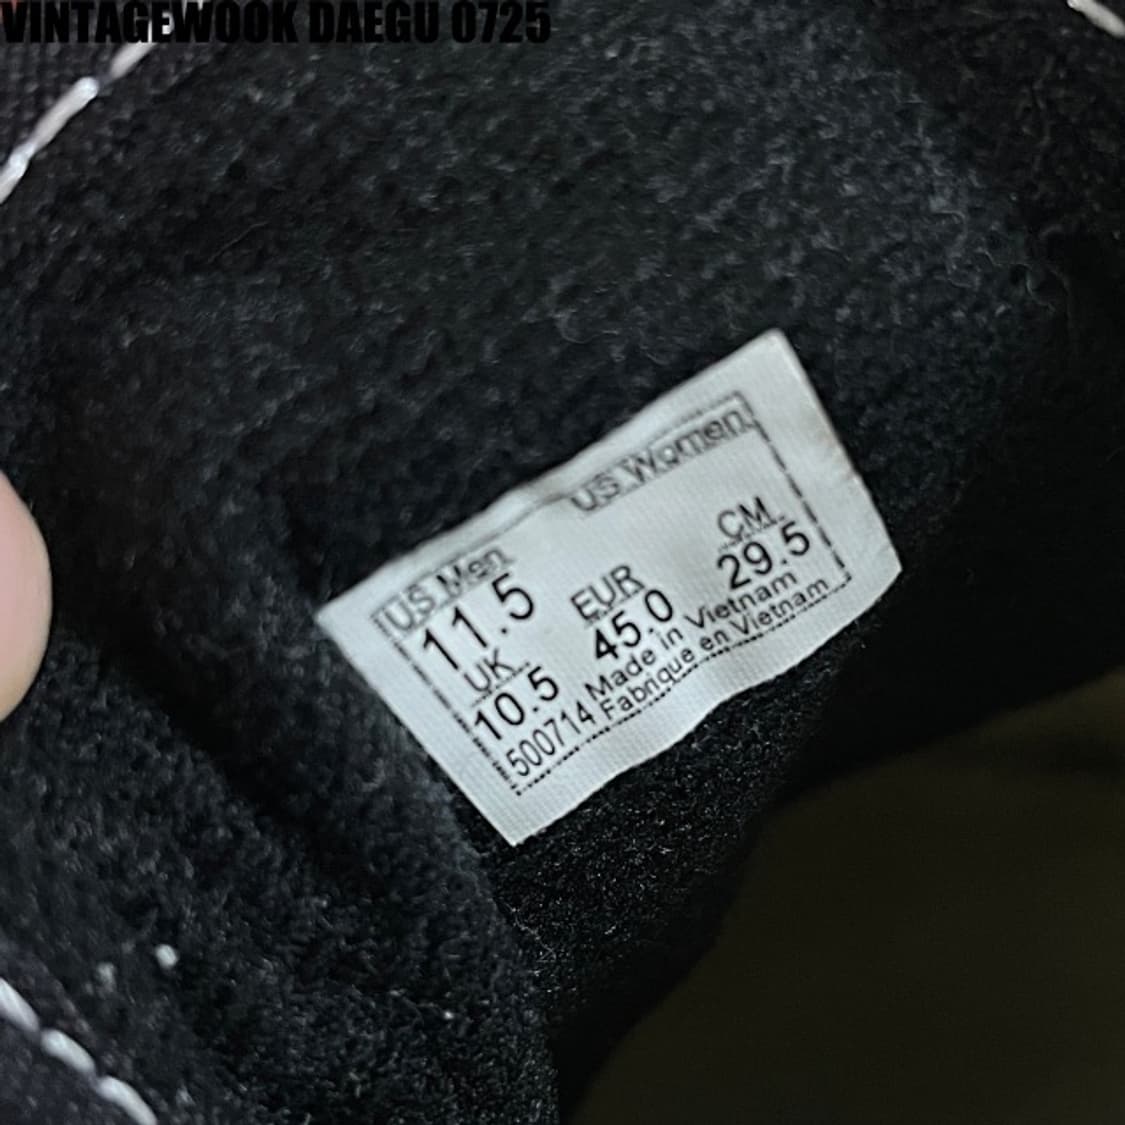 VINTAGEWOOK DAEGU 0725
US Men US Women
11.5
UK EUR CM
10.5 45.0 29.5
500714 Made in Vietnam
Fabriqué en Vietnam